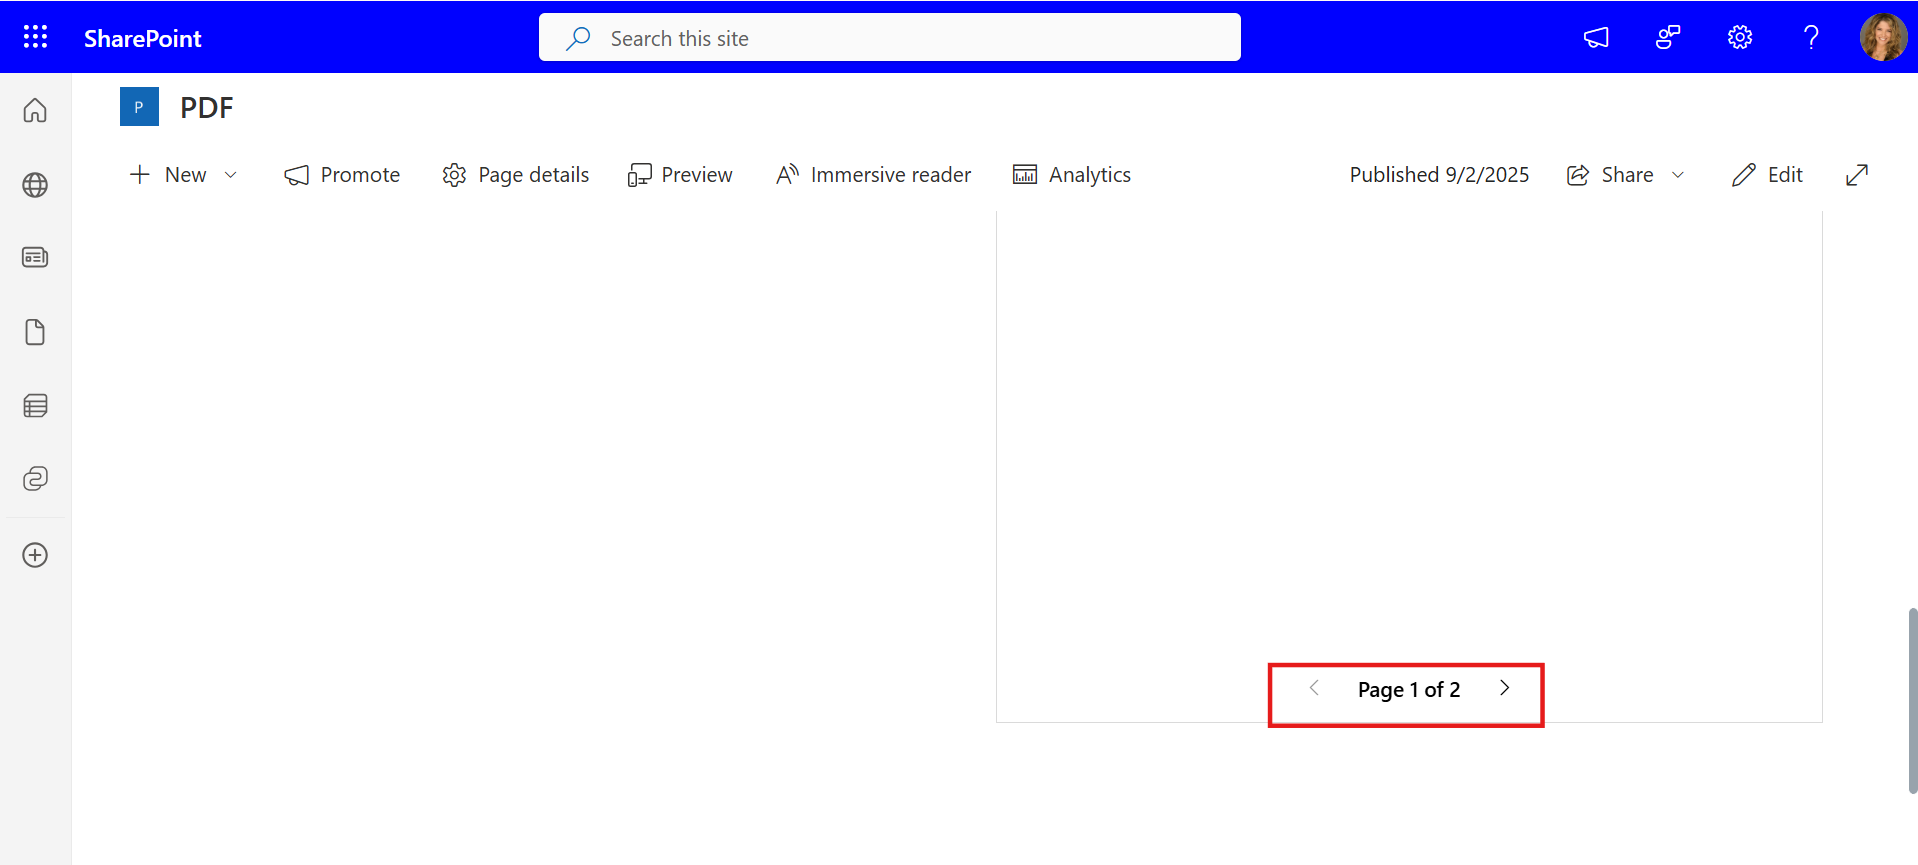 SharePoint
Search this site
P
PDF
New
Promote
Page details
Preview
Immersive reader
Analytics
Published 9/2/2025
Share
Edit
Page 1 of 2